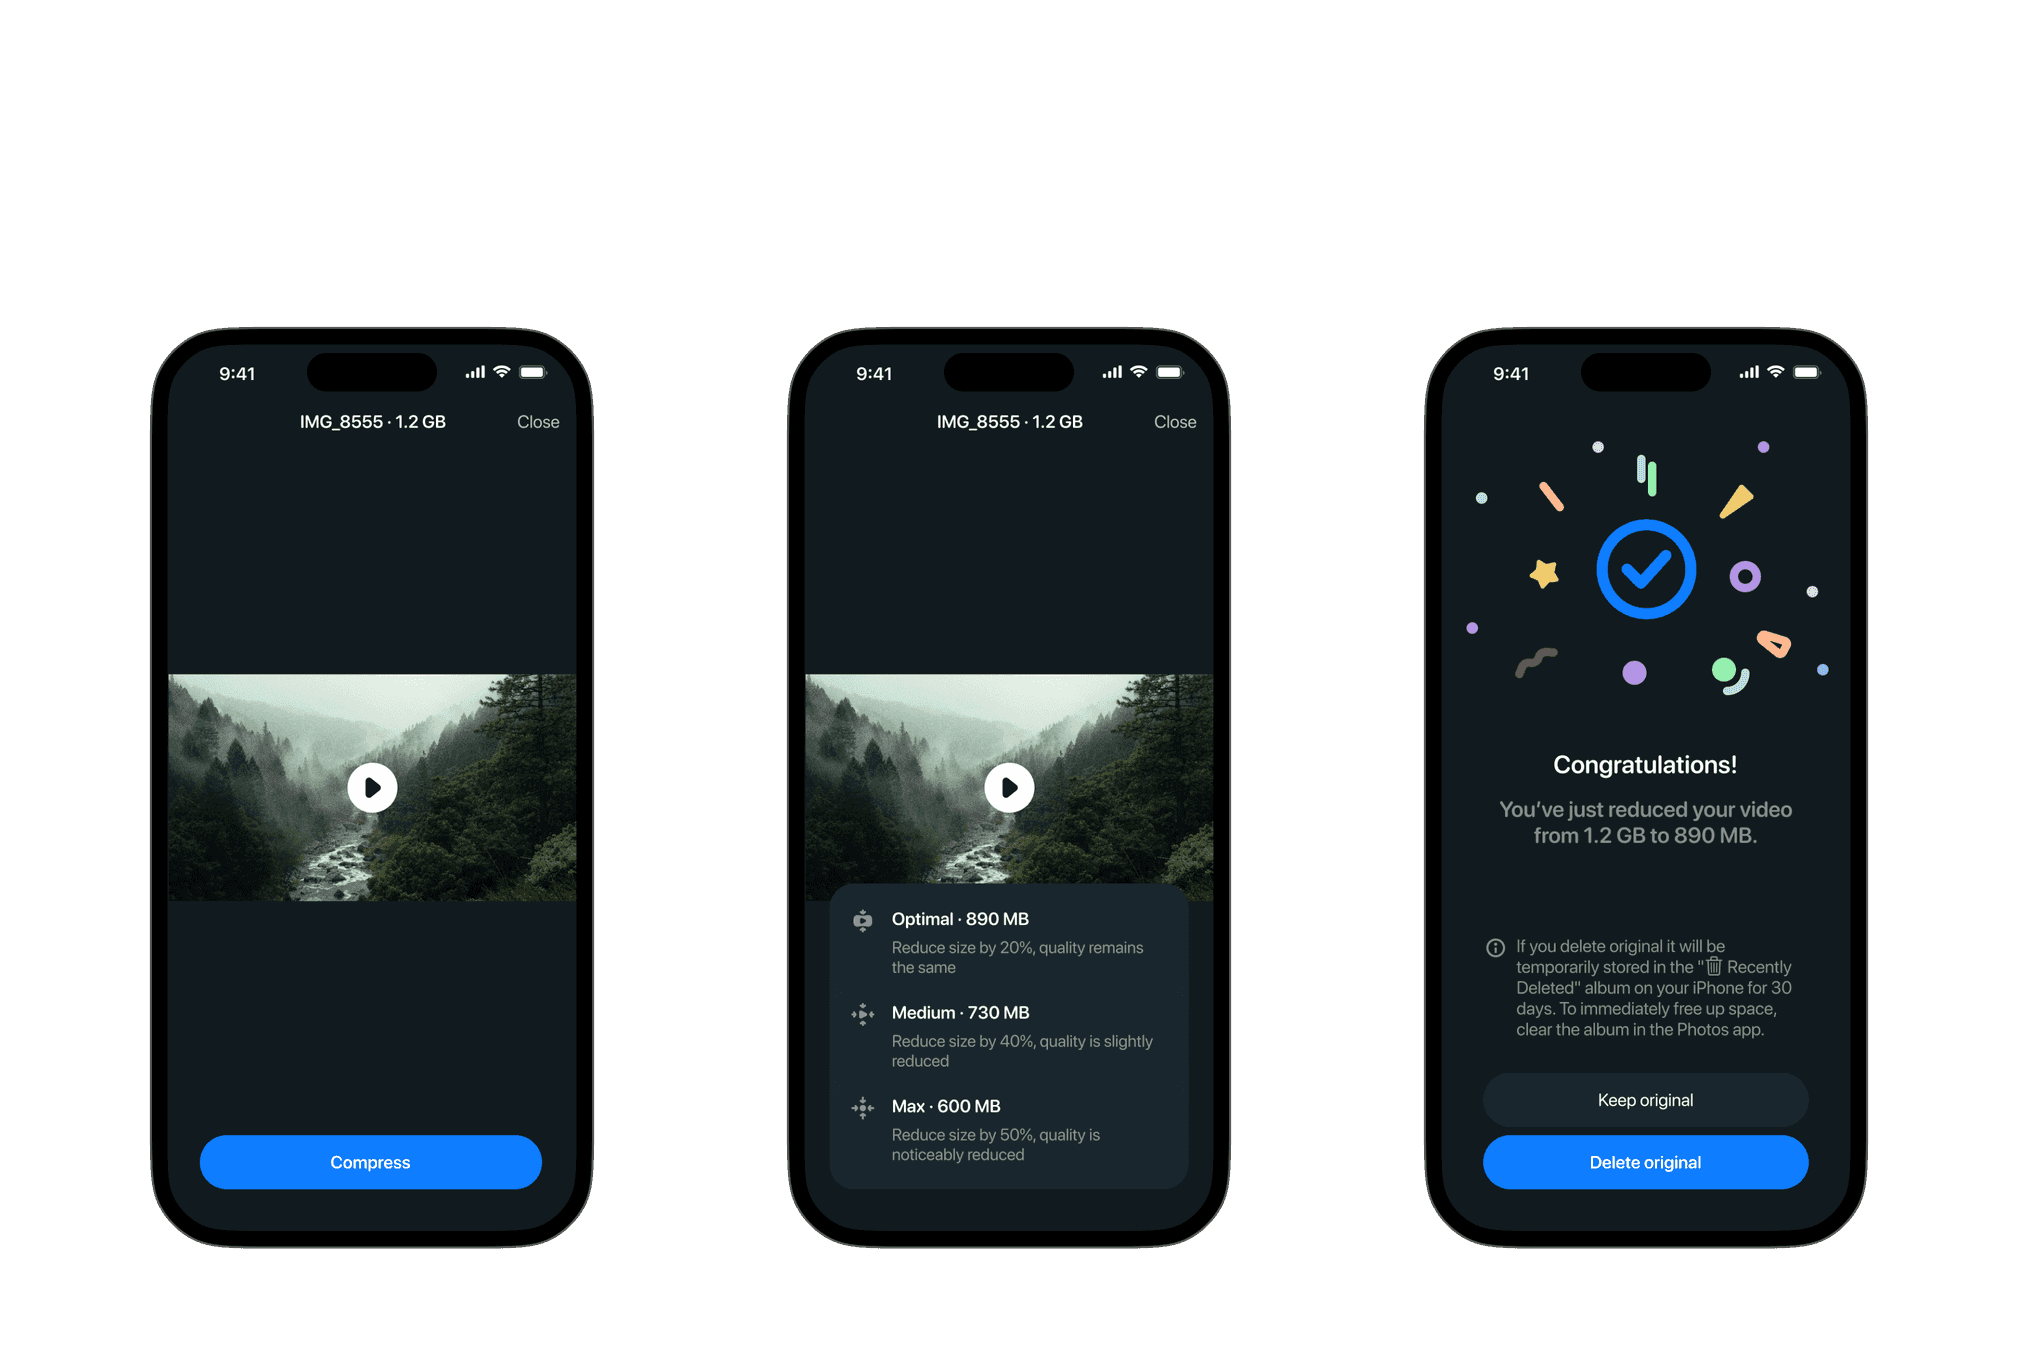 9:41
IMG_8555 · 1.2 GB
Close
Compress
9:41
IMG_8555 · 1.2 GB
Close
Optimal · 890 MB
Reduce size by 20%, quality remains
the same
Medium · 730 MB
Reduce size by 40%, quality is slightly
reduced
Max · 600 MB
Reduce size by 50%, quality is
noticeably reduced
9:41
Congratulations!
You’ve just reduced your video
from 1.2 GB to 890 MB.
If you delete original it will be
temporarily stored in the " Recently
Deleted" album on your iPhone for 30
days. To immediately free up space,
clear the album in the Photos app.
Keep original
Delete original